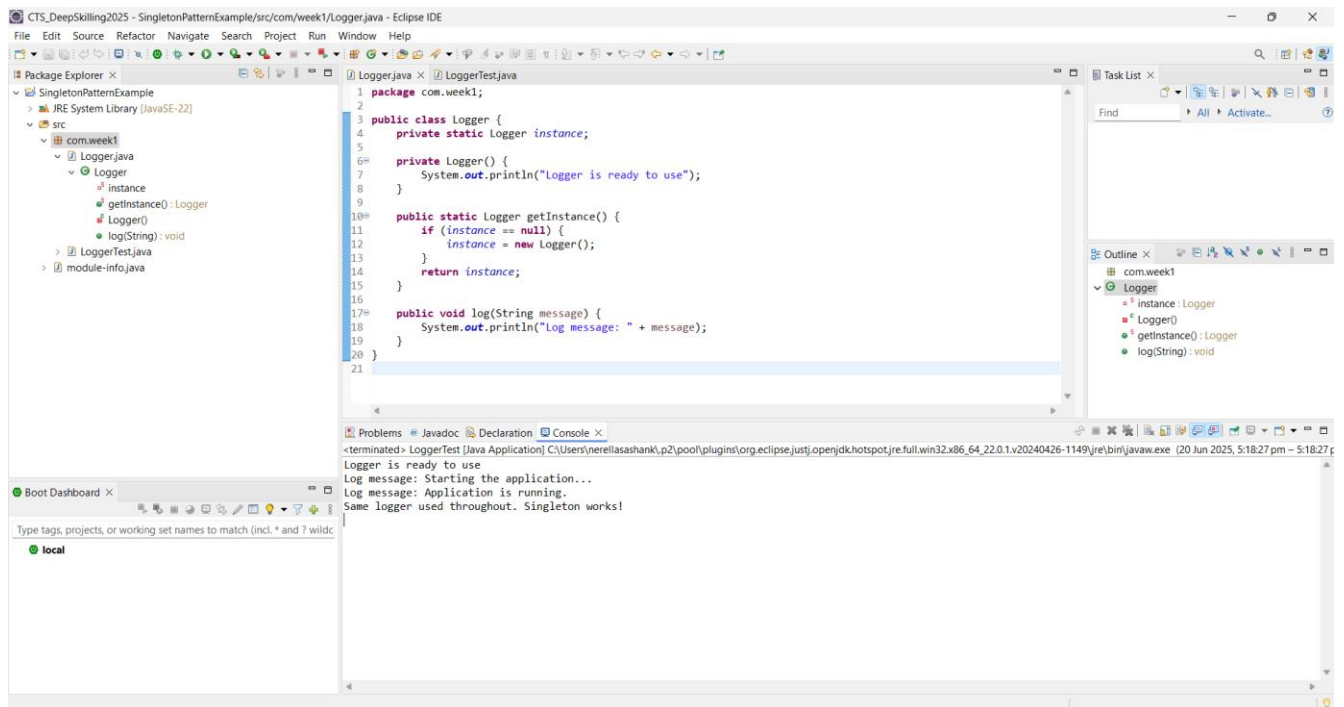 CTS_DeepSkilling2025 - SingletonPatternExample/src/com/week1/Logger.java - Eclipse IDE
File Edit Source Refactor Navigate Search Project Run Window Help
Package Explorer
SingletonPatternExample
JRE System Library [JavaSE-22]
src
com.week1
Logger.java
Logger
instance
getInstance() : Logger
Logger()
log(String) : void
LoggerTest.java
module-info.java
Logger.java LoggerTest.java
1 package com.week1;
2
3 public class Logger {
4     private static Logger instance;
5
6     private Logger() {
7         System.out.println("Logger is ready to use");
8     }
9
10     public static Logger getInstance() {
11         if (instance == null) {
12             instance = new Logger();
13         }
14         return instance;
15     }
16
17     public void log(String message) {
18         System.out.println("Log message: " + message);
19     }
20 }
21
Task List
Find All Activate...
Outline
com.week1
Logger
instance : Logger
Logger()
getInstance() : Logger
log(String) : void
Problems Javadoc Declaration Console
<terminated> LoggerTest [Java Application] C:\Users\nerellasashank\.p2\pool\plugins\org.eclipse.justj.openjdk.hotspot.jre.full.win32.x86_64_22.0.1.v20240426-1149\jre\bin\javaw.exe (20 Jun 2025, 5:18:27 pm – 5:18:27 p
Logger is ready to use
Log message: Starting the application...
Log message: Application is running.
Same logger used throughout. Singleton works!
Boot Dashboard
Type tags, projects, or working set names to match (incl. * and ? wildc
local